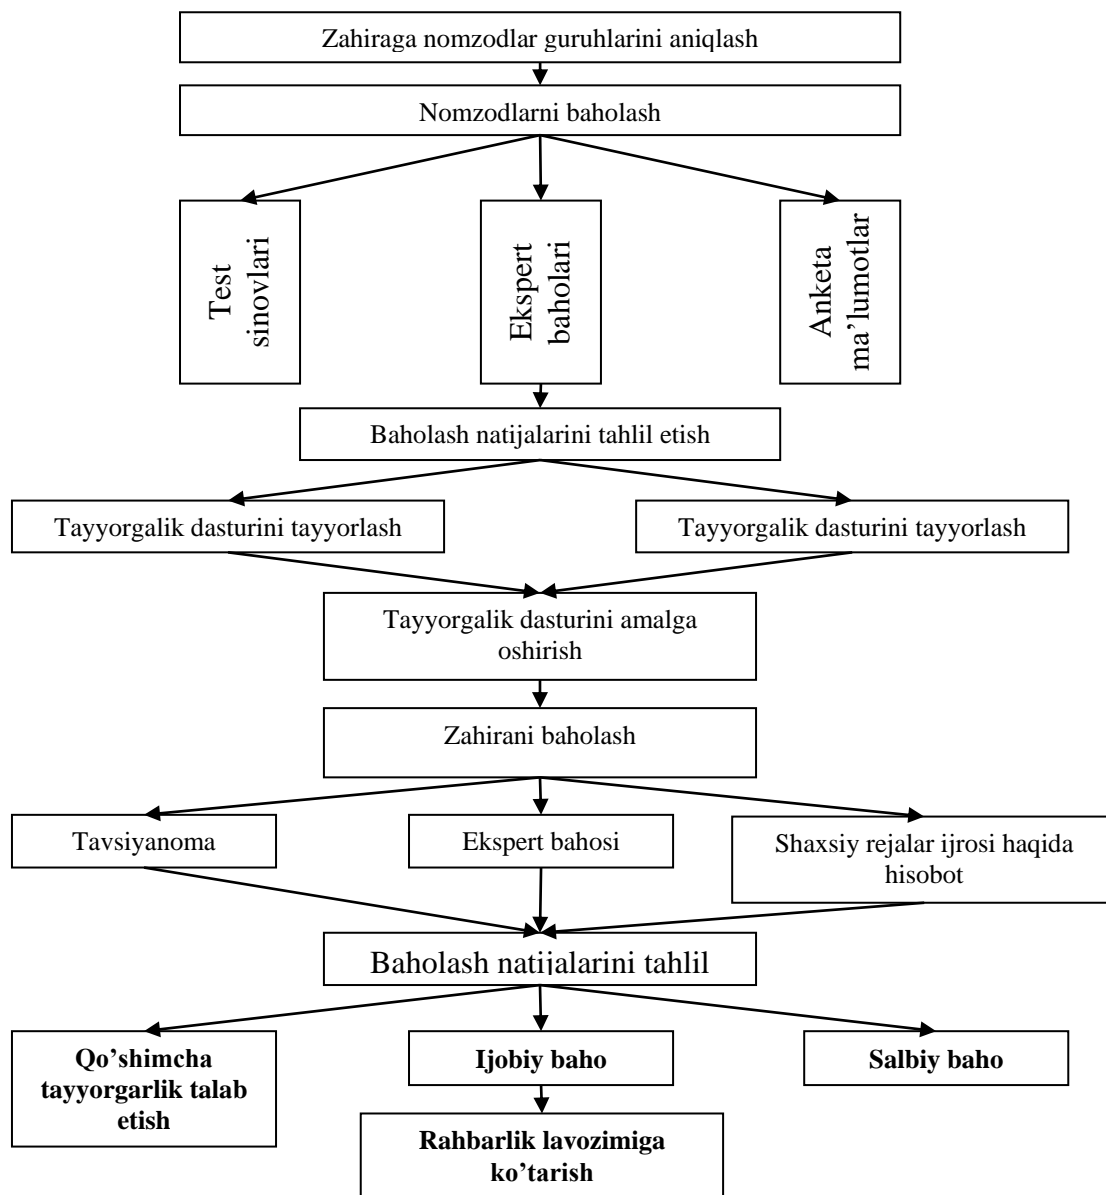 Zahiraga nomzodlar guruhlarini aniqlash
Nomzodlarni baholash
Test
sinovlari
Ekspert
baholari
Anketa
ma’lumotlar
Baholash natijalarini tahlil etish
Tayyorgalik dasturini tayyorlash
Tayyorgalik dasturini tayyorlash
Tayyorgalik dasturini amalga
oshirish
Zahirani baholash
Tavsiyanoma
Ekspert bahosi
Shaxsiy rejalar ijrosi haqida
hisobot
Baholash natijalarini tahlil
Qo’shimcha
tayyorgarlik talab
etish
Ijobiy baho
Salbiy baho
Rahbarlik lavozimiga
ko’tarish